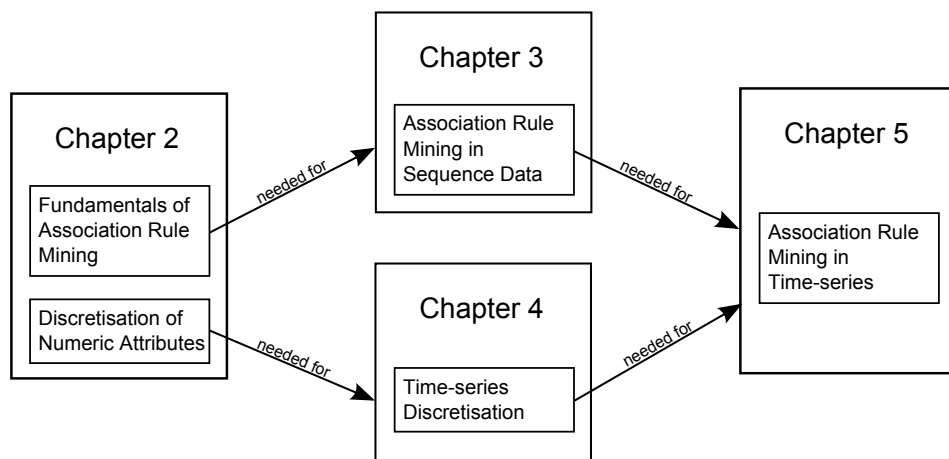 Chapter 2
Fundamentals of
Association Rule
Mining
Discretisation of
Numeric Attributes
needed for
needed for
Chapter 3
Association Rule
Mining in
Sequence Data
Chapter 4
Time-series
Discretisation
needed for
needed for
Chapter 5
Association Rule
Mining in
Time-series